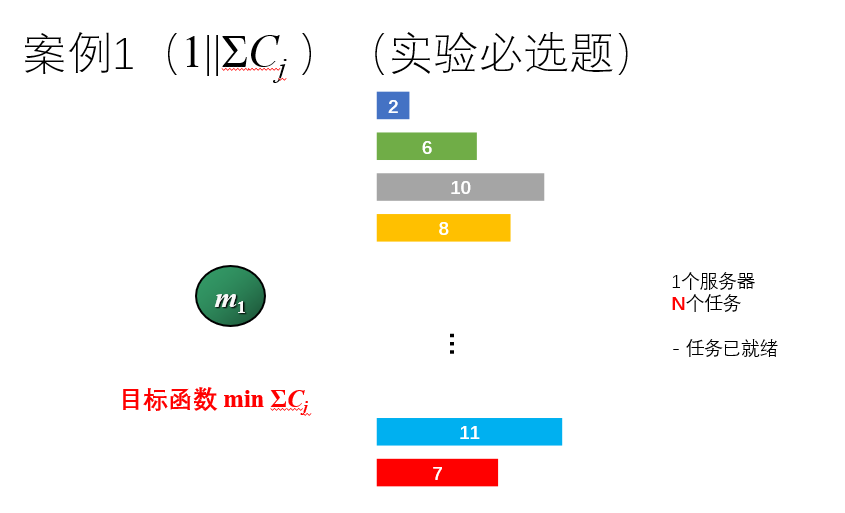 案例1（1||ΣCj ）（实验必选题）
2
6
10
8
m1
1个服务器
N个任务
⋮
- 任务已就绪
目标函数 min ΣCj
11
7